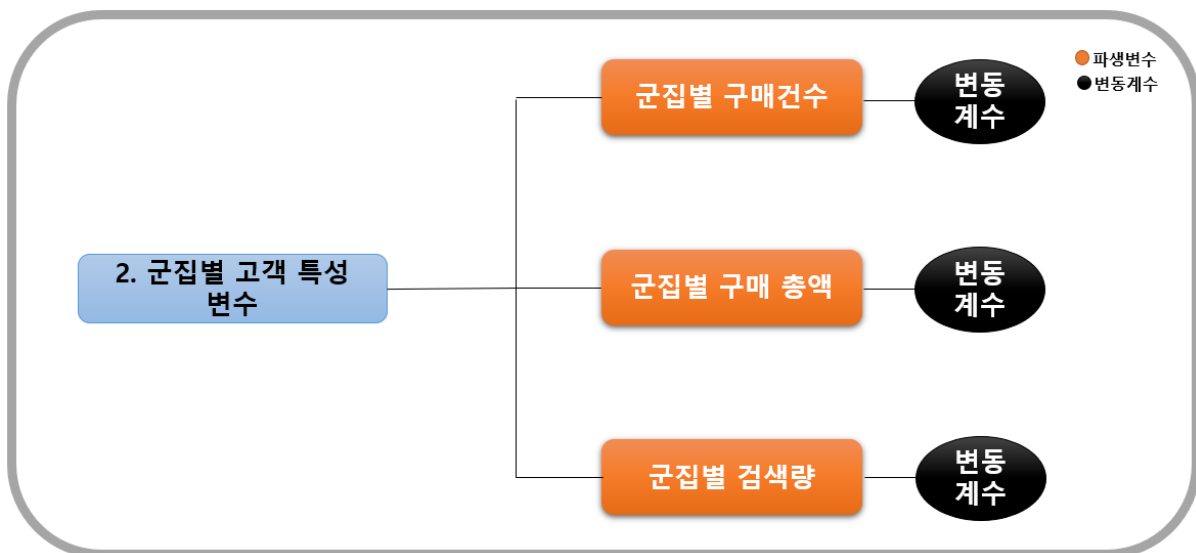 파생변수
변동계수
군집별 구매건수
변동
계수
2. 군집별 고객 특성
변수
군집별 구매 총액
변동
계수
군집별 검색량
변동
계수